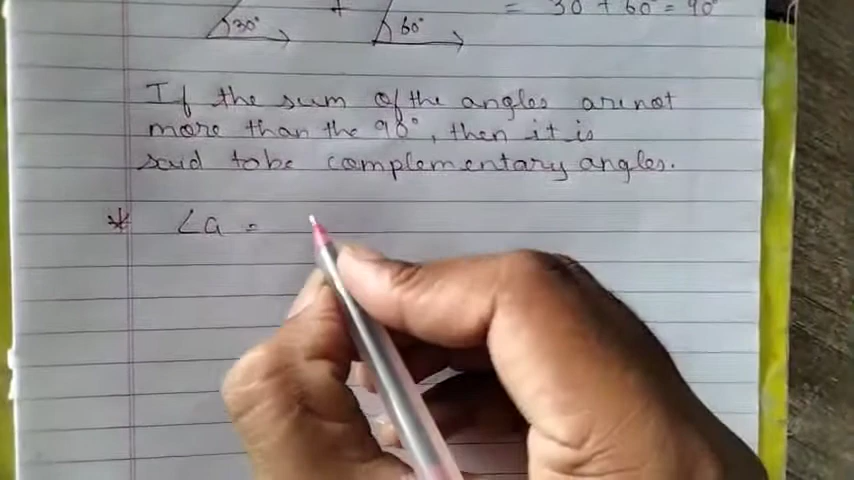 30° + 60° = 30 + 60° = 90°
If the sum of the angles are not
more than the 90°, then it is
said to be complementary angles.
* ∠a =